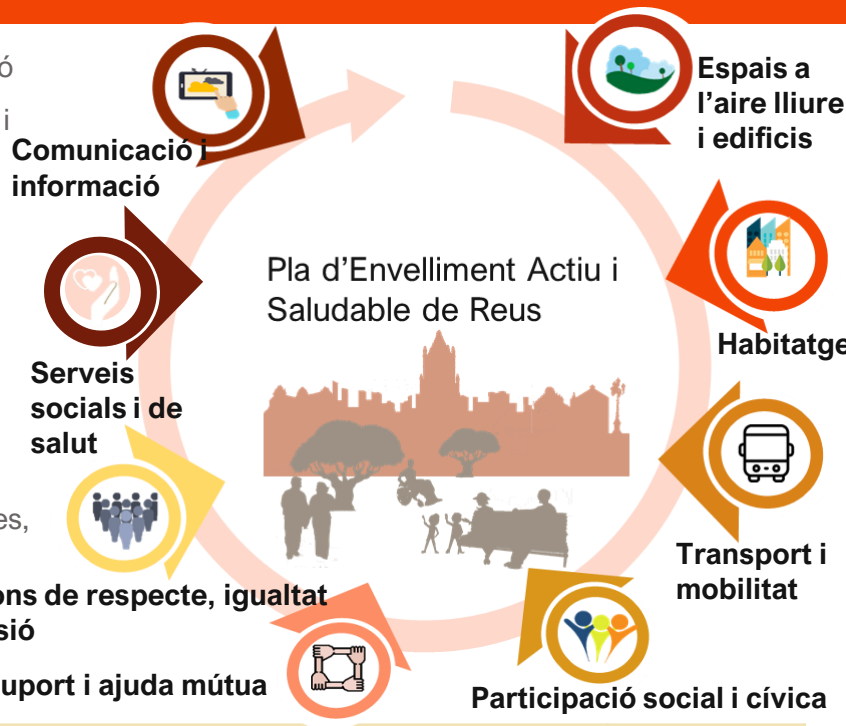 ó
i
Comunicació i
informació
Espais a
l’aire lliure
i edificis
Pla d’Envelliment Actiu i
Saludable de Reus
Habitatge
Serveis
socials i de
salut
Transport i
mobilitat
es,
ons de respecte, igualtat
sió
uport i ajuda mútua
Participació social i cívica